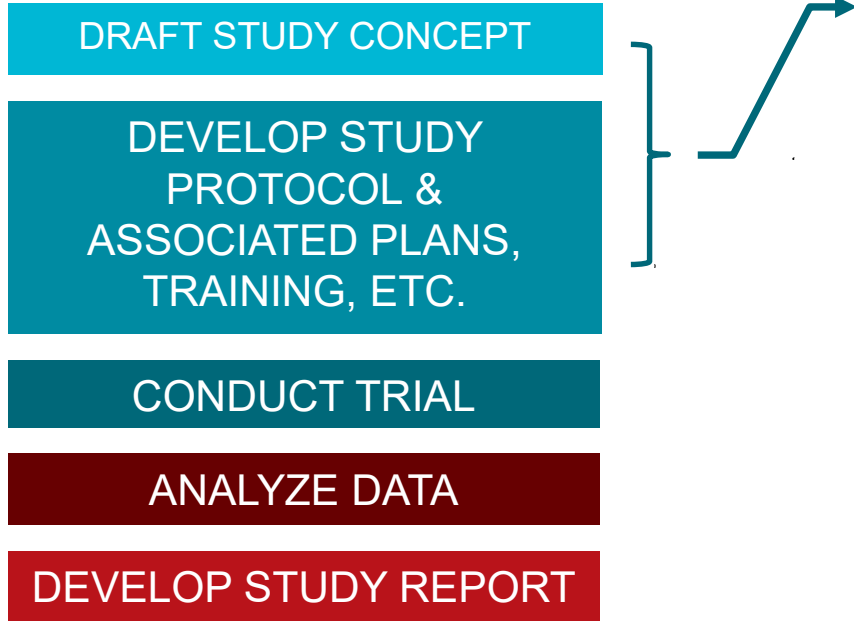 DRAFT STUDY CONCEPT
DEVELOP STUDY
PROTOCOL &
ASSOCIATED PLANS,
TRAINING, ETC.
CONDUCT TRIAL
ANALYZE DATA
DEVELOP STUDY REPORT